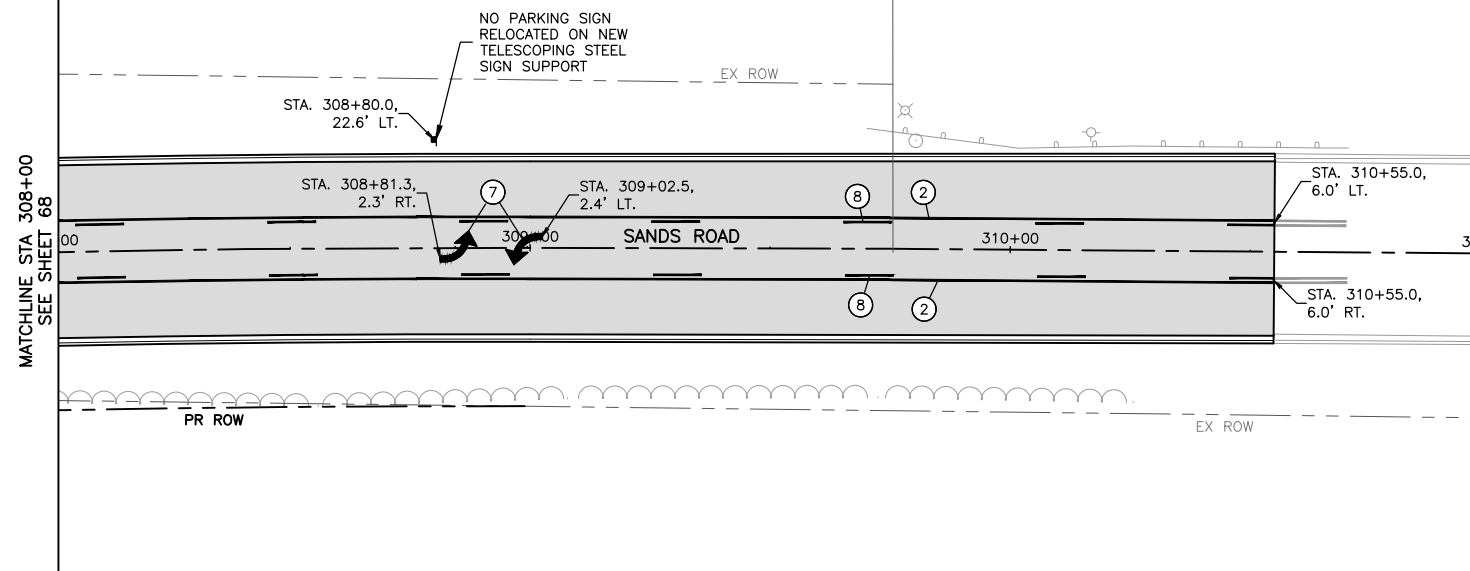 NO PARKING SIGN
RELOCATED ON NEW
TELESCOPING STEEL
SIGN SUPPORT
EX ROW
STA. 308+80.0,
22.6' LT.
MATCHLINE STA 308+00
SEE SHEET 68
STA. 308+81.3,
2.3' RT.
7
STA. 309+02.5,
2.4' LT.
8
2
STA. 310+55.0,
6.0' LT.
00
309+00
SANDS ROAD
310+00
3
8
2
STA. 310+55.0,
6.0' RT.
PR ROW
EX ROW